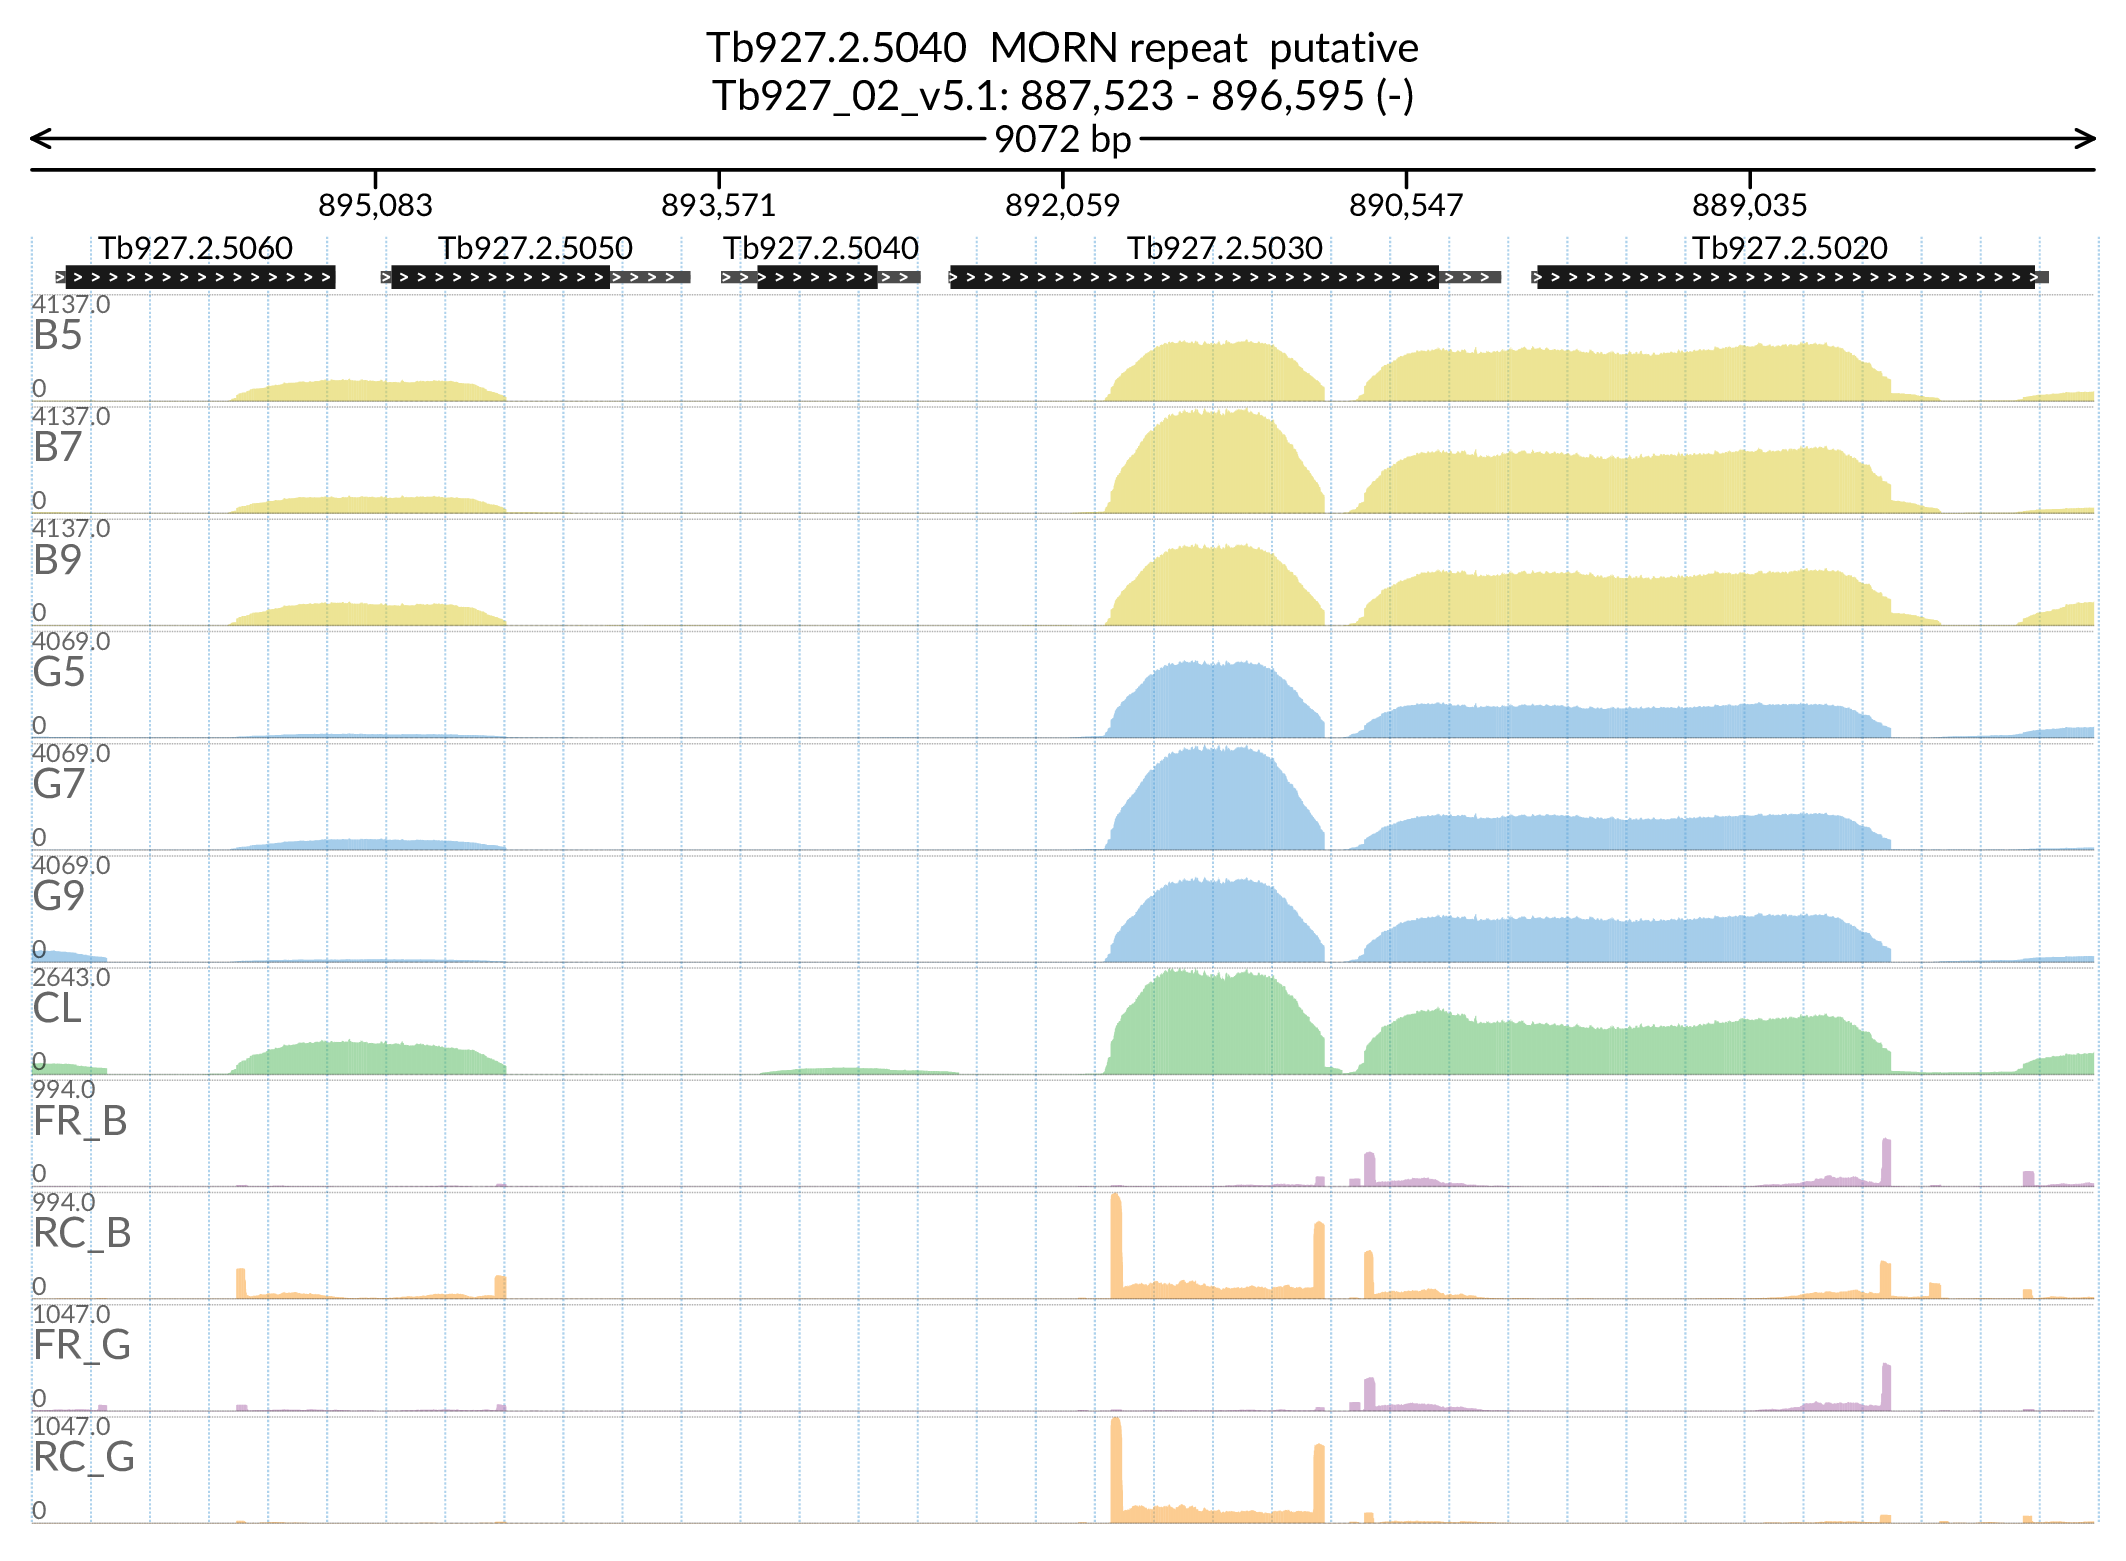 Tb927.2.5040  MORN repeat  putative
Tb927_02_v5.1: 887,523 - 896,595 (-)
9072 bp
895,083 893,571 892,059 890,547 889,035
Tb927.2.5060 Tb927.2.5050 Tb927.2.5040 Tb927.2.5030 Tb927.2.5020
4137.0
B5
0
4137.0
B7
0
4137.0
B9
0
4069.0
G5
0
4069.0
G7
0
4069.0
G9
0
2643.0
CL
0
994.0
FR_B
0
994.0
RC_B
0
1047.0
FR_G
0
1047.0
RC_G
0